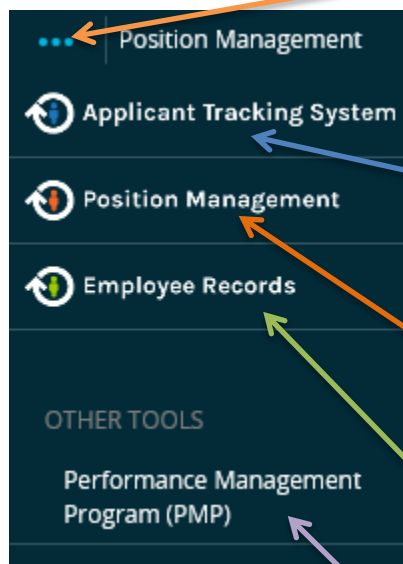 Position Management
Applicant Tracking System
Position Management
Employee Records
OTHER TOOLS
Performance Management
Program (PMP)